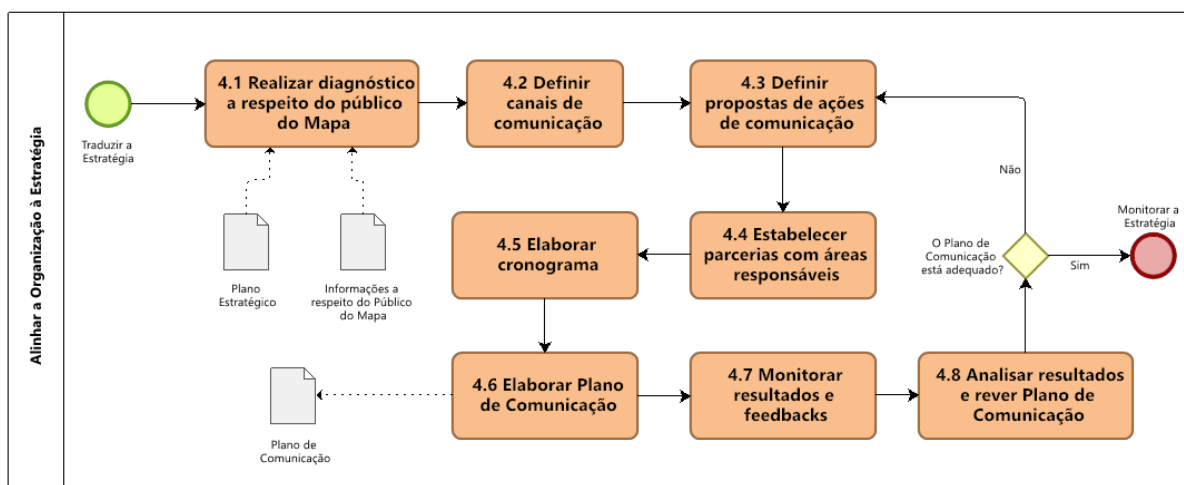 Alinhar a Organização à Estratégia
Traduzir a
Estratégia
4.1 Realizar diagnóstico
a respeito do público
do Mapa
4.2 Definir
canais de
comunicação
4.3 Definir
propostas de ações
de comunicação
Plano
Estratégico
Informações a
respeito do Público
do Mapa
4.5 Elaborar
cronograma
4.4 Estabelecer
parcerias com áreas
responsáveis
Não
O Plano de
Comunicação
está adequado?
Sim
Monitorar a
Estratégia
Plano de
Comunicação
4.6 Elaborar Plano
de Comunicação
4.7 Monitorar
resultados e
feedbacks
4.8 Analisar resultados
e rever Plano de
Comunicação